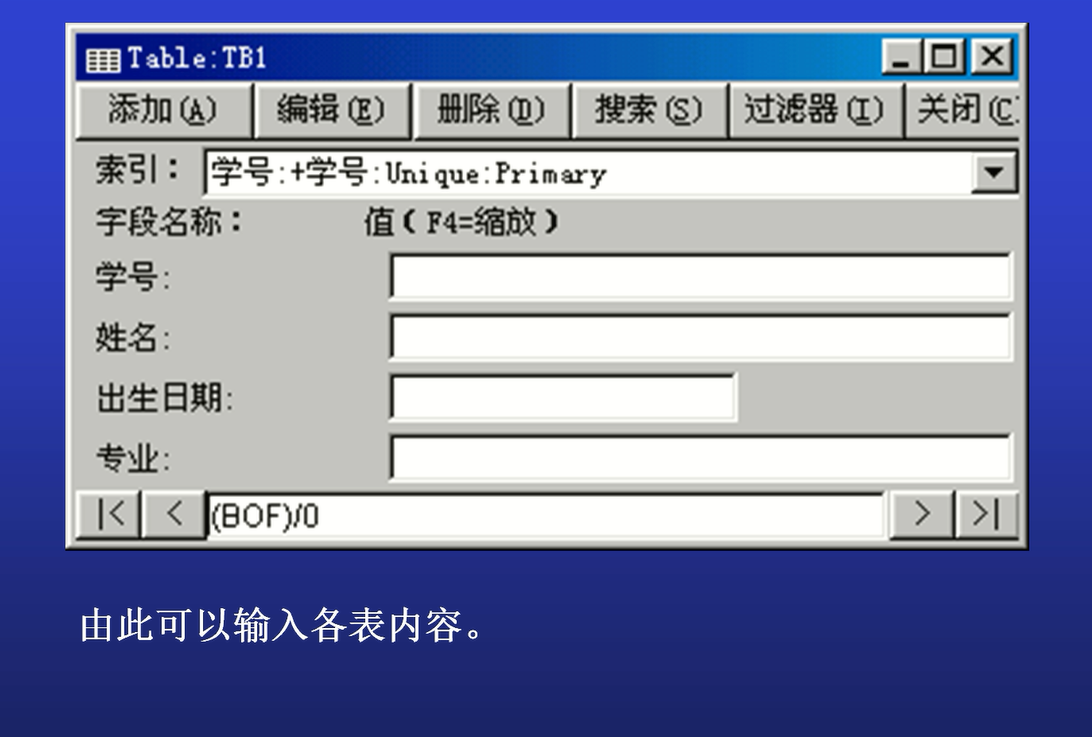 Table:TB1
添加(A) 编辑(E) 删除(D) 搜索(S) 过滤器(I) 关闭(C)
索引: 学号:+学号:Unique:Primary
字段名称: 值(F4=缩放)
学号:
姓名:
出生日期:
专业:
|< < (BOF)/0 > >|
由此可以输入各表内容。